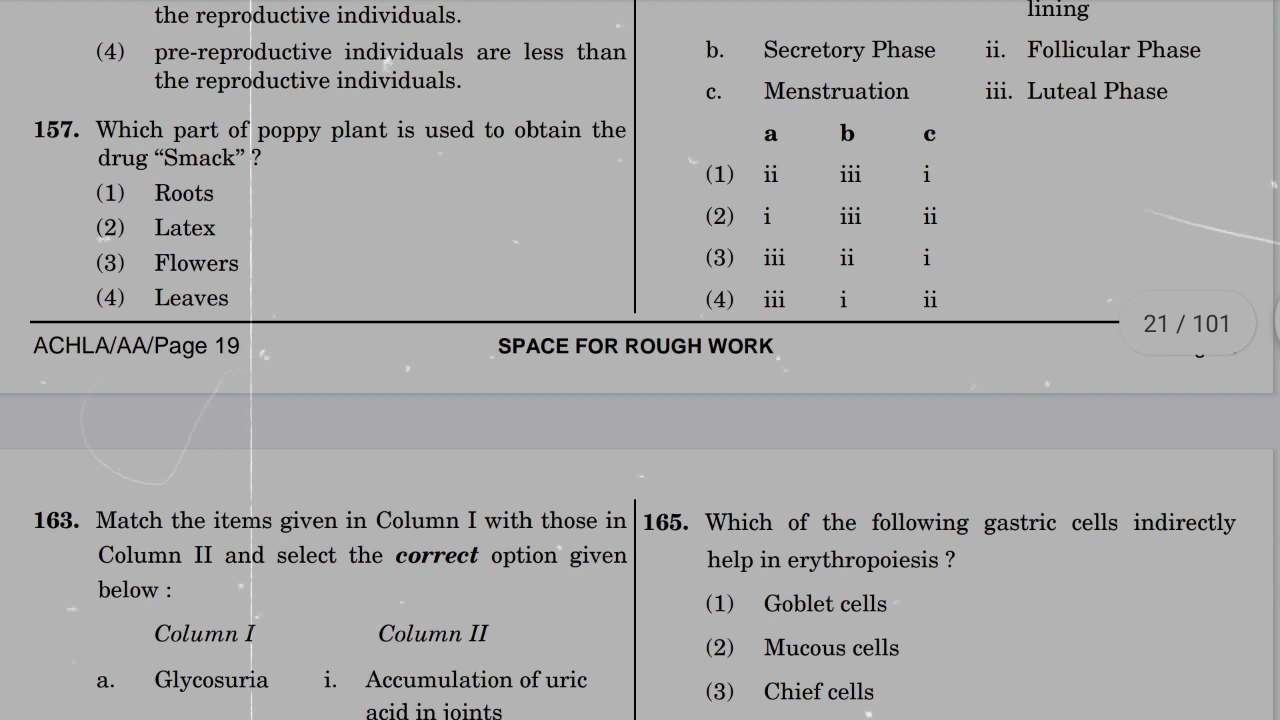 the reproductive individuals.
(4) pre-reproductive individuals are less than
the reproductive individuals.
157. Which part of poppy plant is used to obtain the
drug “Smack” ?
(1) Roots
(2) Latex
(3) Flowers
(4) Leaves
lining
b. Secretory Phase ii. Follicular Phase
c. Menstruation iii. Luteal Phase
a b c
(1) ii iii i
(2) i iii ii
(3) iii ii i
(4) iii i ii
ACHLA/AA/Page 19 SPACE FOR ROUGH WORK
21 / 101
163. Match the items given in Column I with those in
Column II and select the correct option given
below :
Column I Column II
a. Glycosuria i. Accumulation of uric
acid in joints
165. Which of the following gastric cells indirectly
help in erythropoiesis ?
(1) Goblet cells
(2) Mucous cells
(3) Chief cells